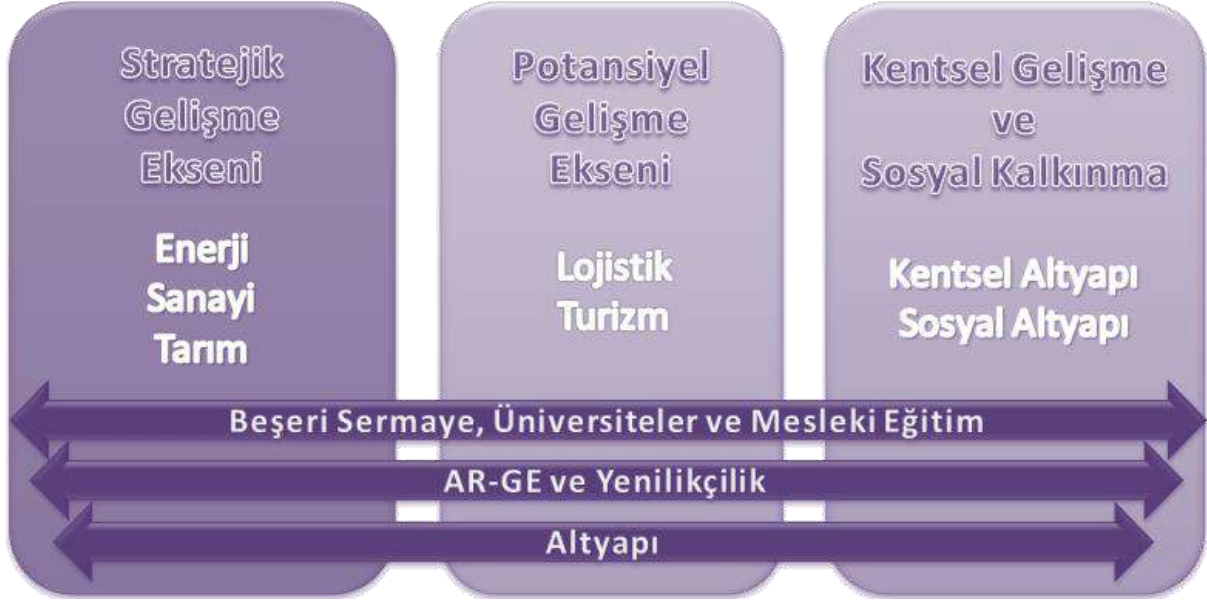 Stratejik
Gelişme
Ekseni
Enerji
Sanayi
Tarım
Potansiyel
Gelişme
Ekseni
Lojistik
Turizm
Kentsel Gelişme
ve
Sosyal Kalkınma
Kentsel Altyapı
Sosyal Altyapı
Beşeri Sermaye, Üniversiteler ve Mesleki Eğitim
AR-GE ve Yenilikçilik
Altyapı